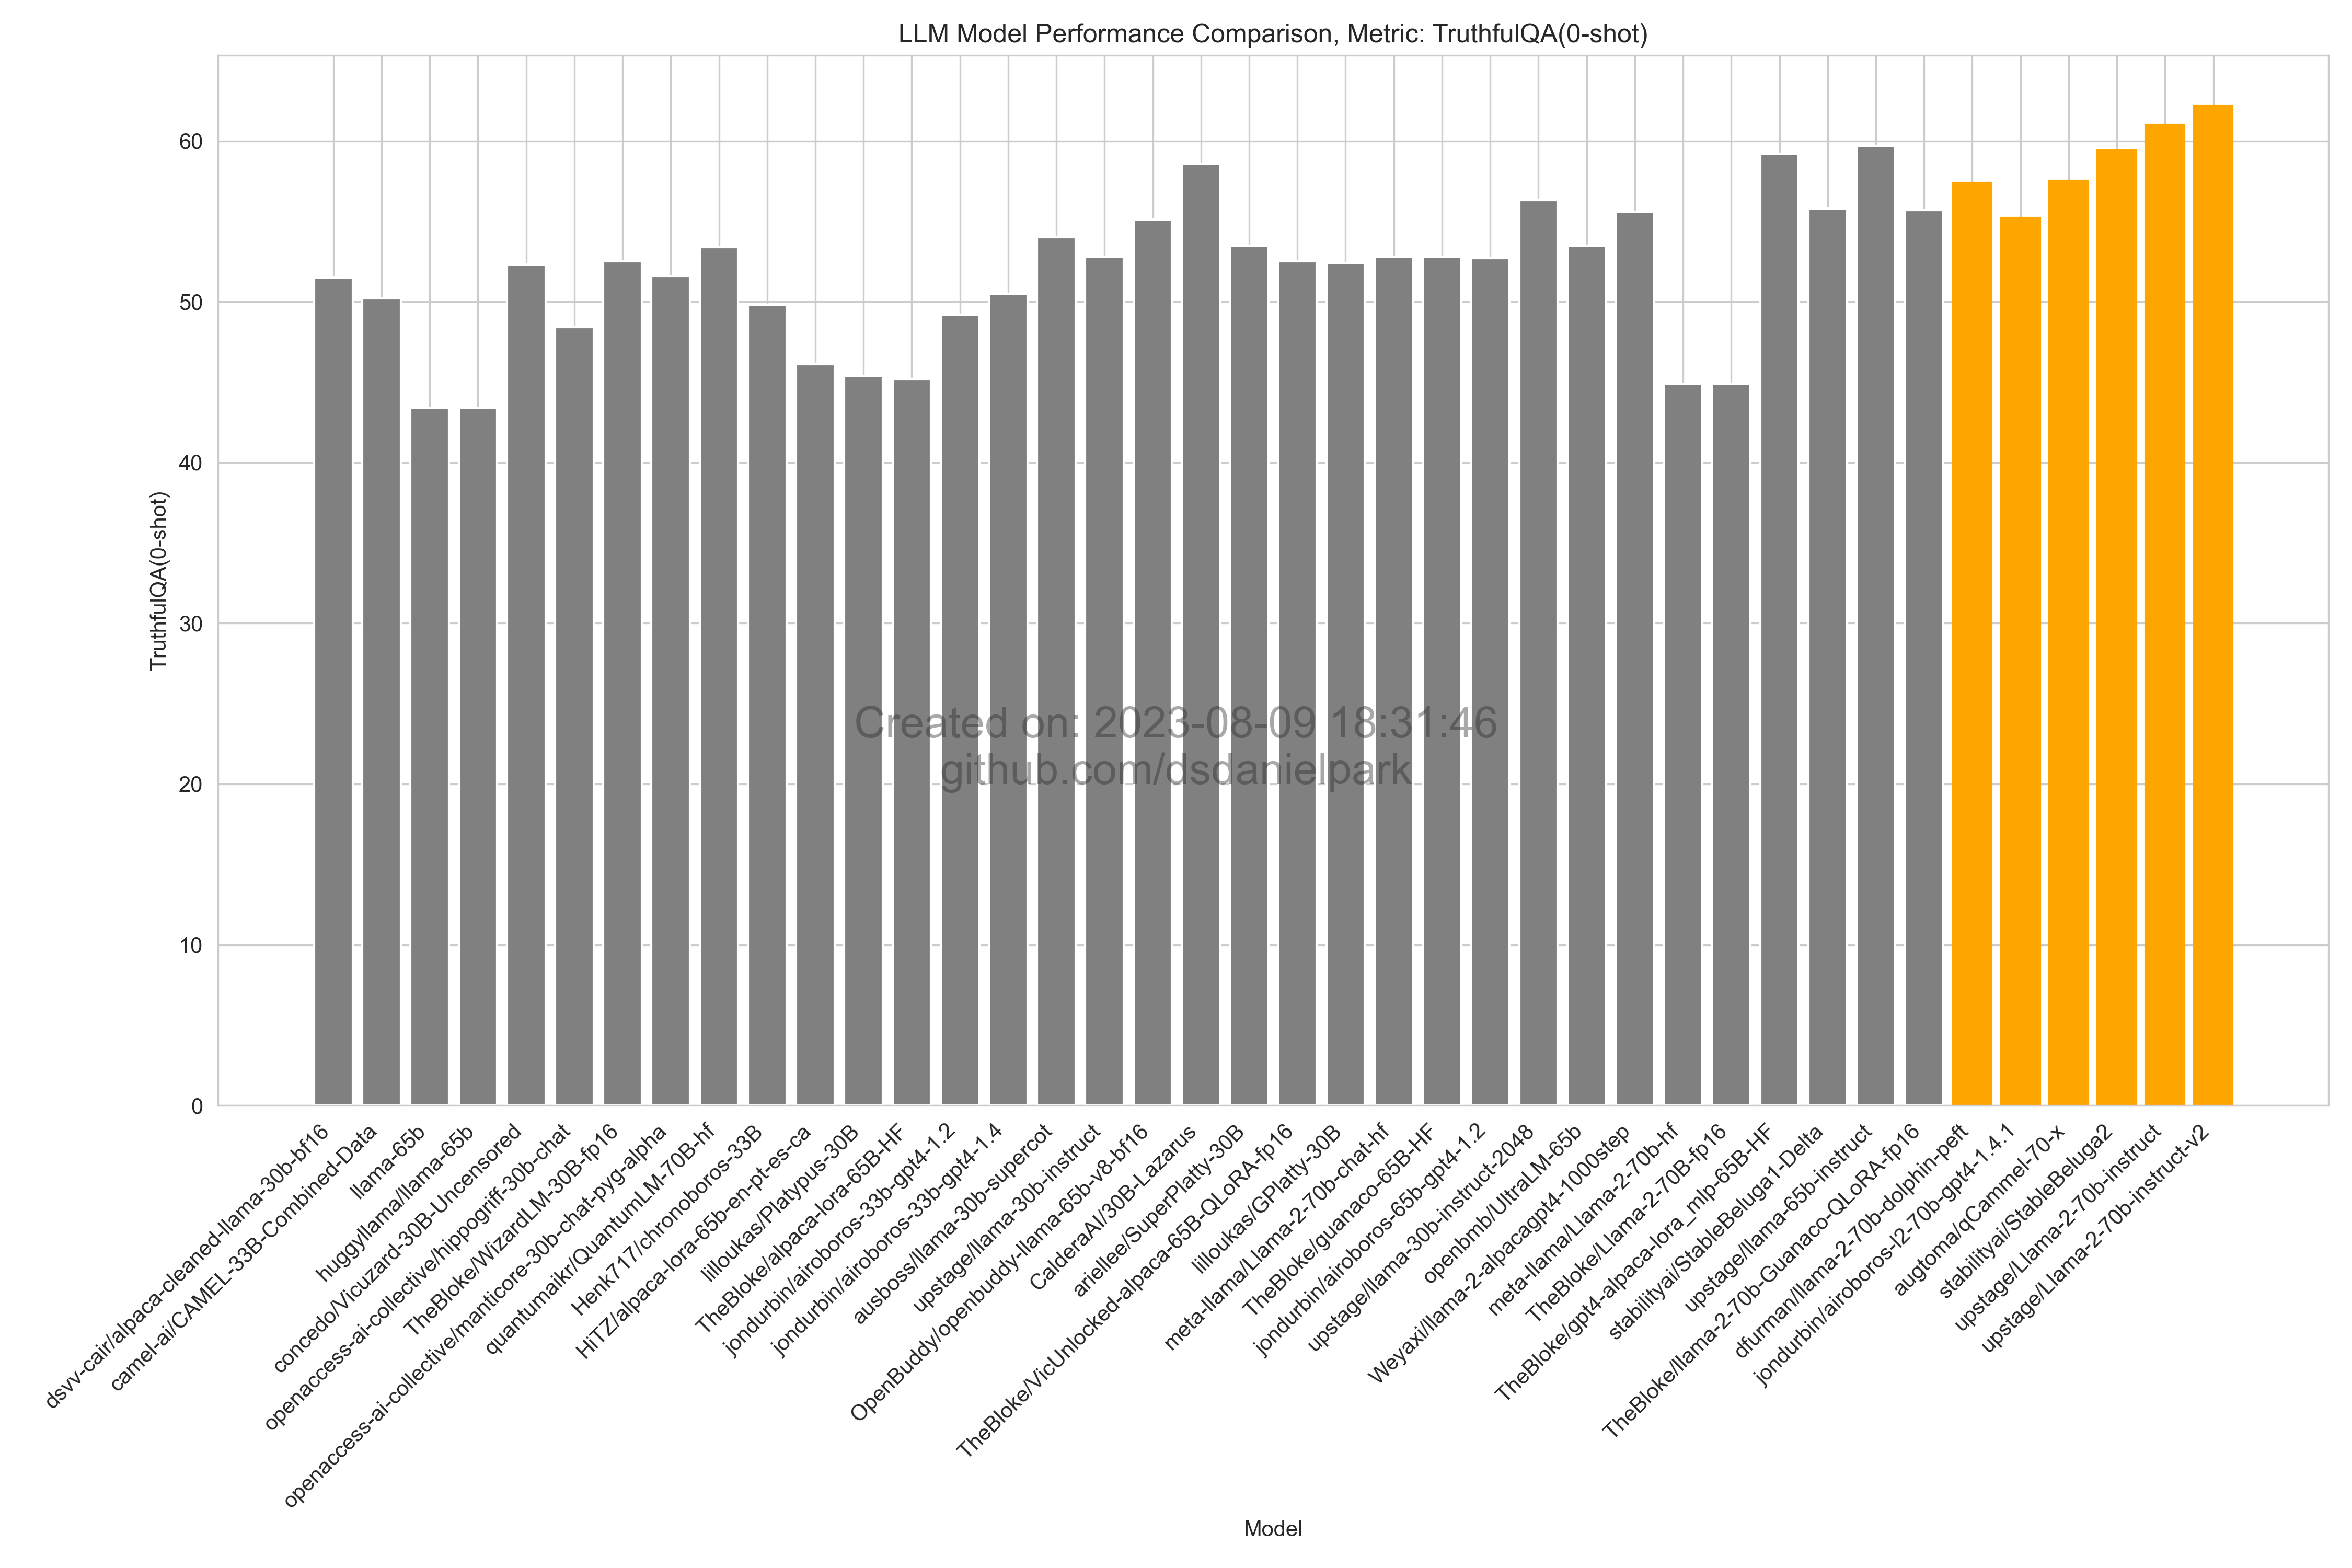 LLM Model Performance Comparison, Metric: TruthfulQA(0-shot)
TruthfulQA(0-shot)
60
50
40
30
20
10
0
Created on: 2023-08-09 18:31:46
github.com/dsdanielpark
dsvv-cair/alpaca-cleaned-llama-30b-bf16
camel-ai/CAMEL-33B-Combined-Data
llama-65b
huggyllama/llama-65b
concedo/Vicuzard-30B-Uncensored
openaccess-ai-collective/hippogriff-30b-chat
TheBloke/WizardLM-30B-fp16
openaccess-ai-collective/manticore-30b-chat-pyg-alpha
quantumaikr/QuantumLM-70B-hf
Henk717/chronoboros-33B
HiTZ/alpaca-lora-65b-en-pt-es-ca
lilloukas/Platypus-30B
TheBloke/alpaca-lora-65B-HF
jondurbin/airoboros-33b-gpt4-1.2
jondurbin/airoboros-33b-gpt4-1.4
ausboss/llama-30b-supercot
upstage/llama-30b-instruct
OpenBuddy/openbuddy-llama-65b-v8-bf16
CalderaAI/30B-Lazarus
ariellee/SuperPlatty-30B
TheBloke/VicUnlocked-alpaca-65B-QLoRA-fp16
lilloukas/GPlatty-30B
meta-llama/Llama-2-70b-chat-hf
TheBloke/guanaco-65B-HF
jondurbin/airoboros-65b-gpt4-1.2
upstage/llama-30b-instruct-2048
openbmb/UltraLM-65b
Weyaxi/llama-2-alpacagpt4-1000step
meta-llama/Llama-2-70b-hf
TheBloke/Llama-2-70B-fp16
TheBloke/gpt4-alpaca-lora_mlp-65B-HF
stabilityai/StableBeluga1-Delta
upstage/llama-65b-instruct
TheBloke/llama-2-70b-Guanaco-QLoRA-fp16
dfurman/llama-2-70b-dolphin-peft
jondurbin/airoboros-l2-70b-gpt4-1.4.1
augtoma/qCammel-70-x
stabilityai/StableBeluga2
upstage/Llama-2-70b-instruct
upstage/Llama-2-70b-instruct-v2
Model